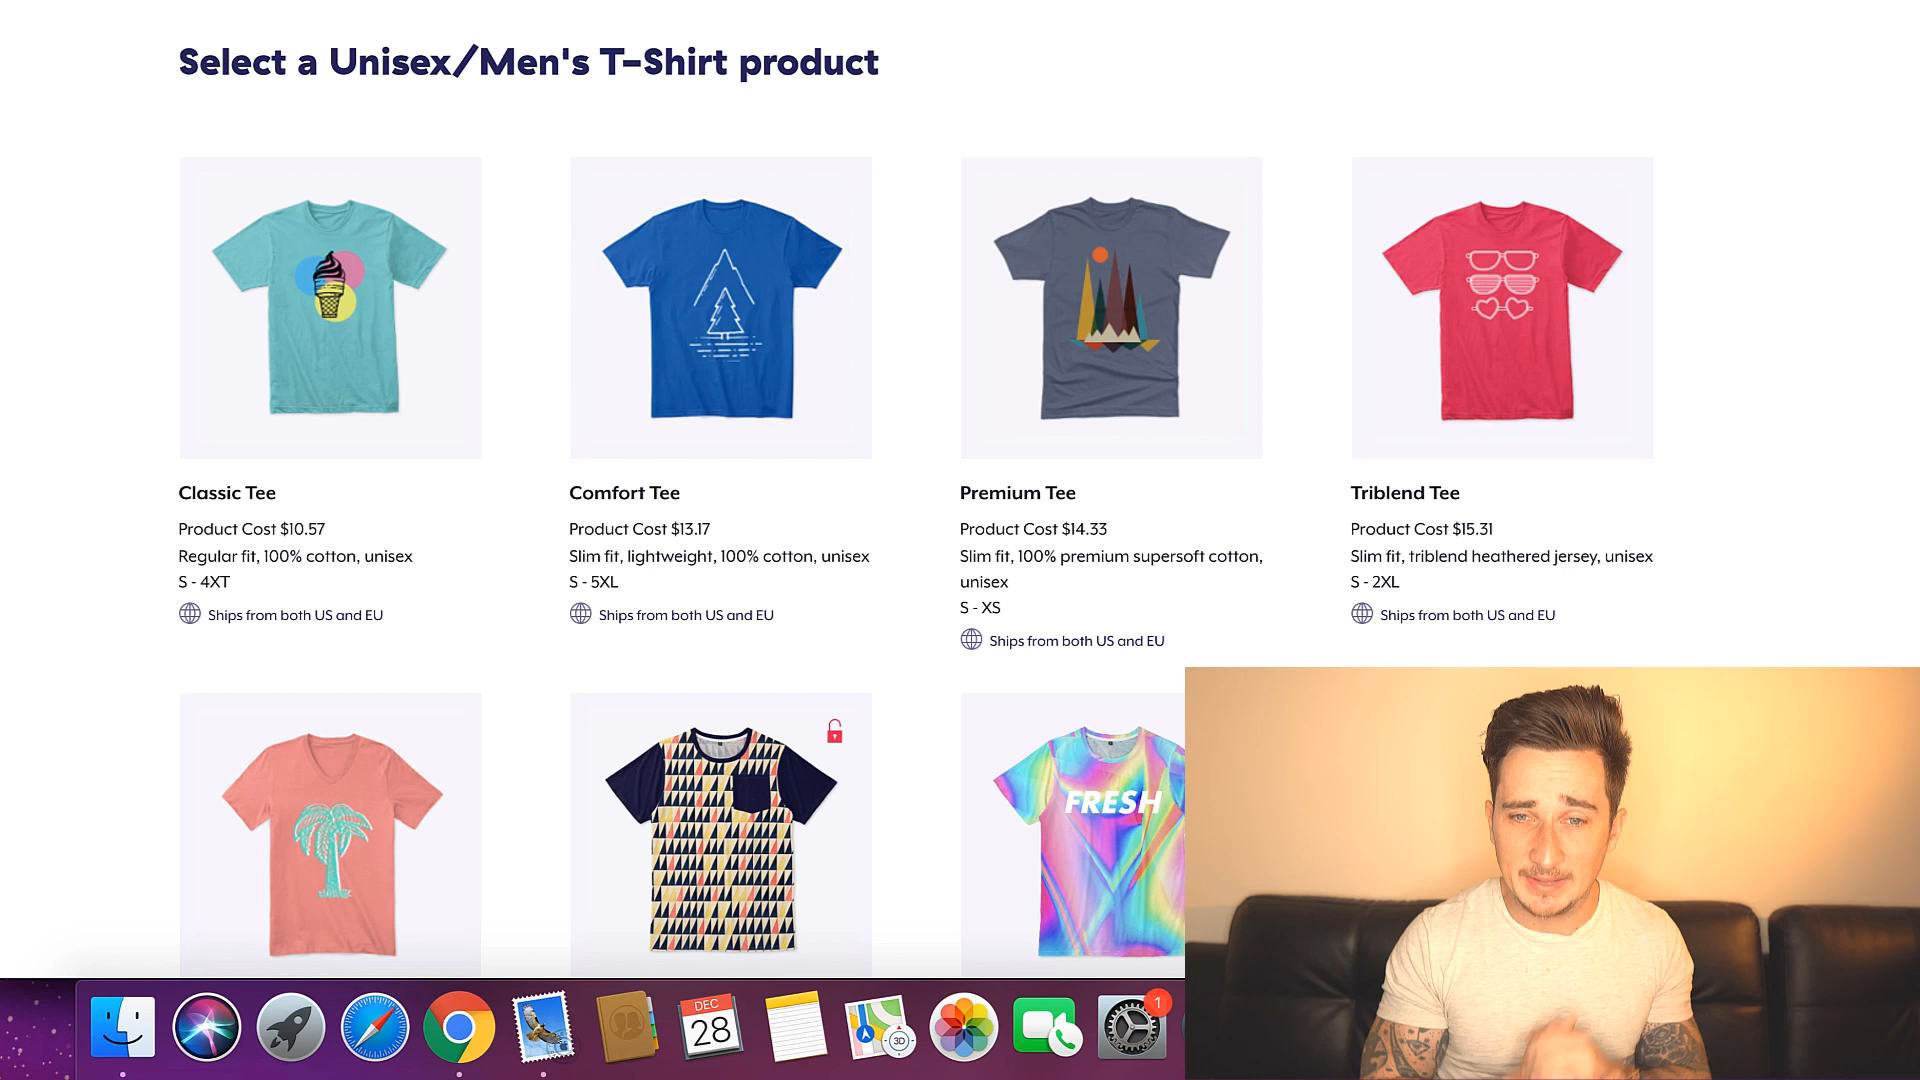 Select a Unisex/Men's T-Shirt product
Classic Tee
Product Cost $10.57
Regular fit, 100% cotton, unisex
S - 4XT
Ships from both US and EU
Comfort Tee
Product Cost $13.17
Slim fit, lightweight, 100% cotton, unisex
S - 5XL
Ships from both US and EU
Premium Tee
Product Cost $14.33
Slim fit, 100% premium supersoft cotton,
unisex
S - XS
Ships from both US and EU
Triblend Tee
Product Cost $15.31
Slim fit, triblend heathered jersey, unisex
S - 2XL
Ships from both US and EU
FRESH
DEC
28
3D
1